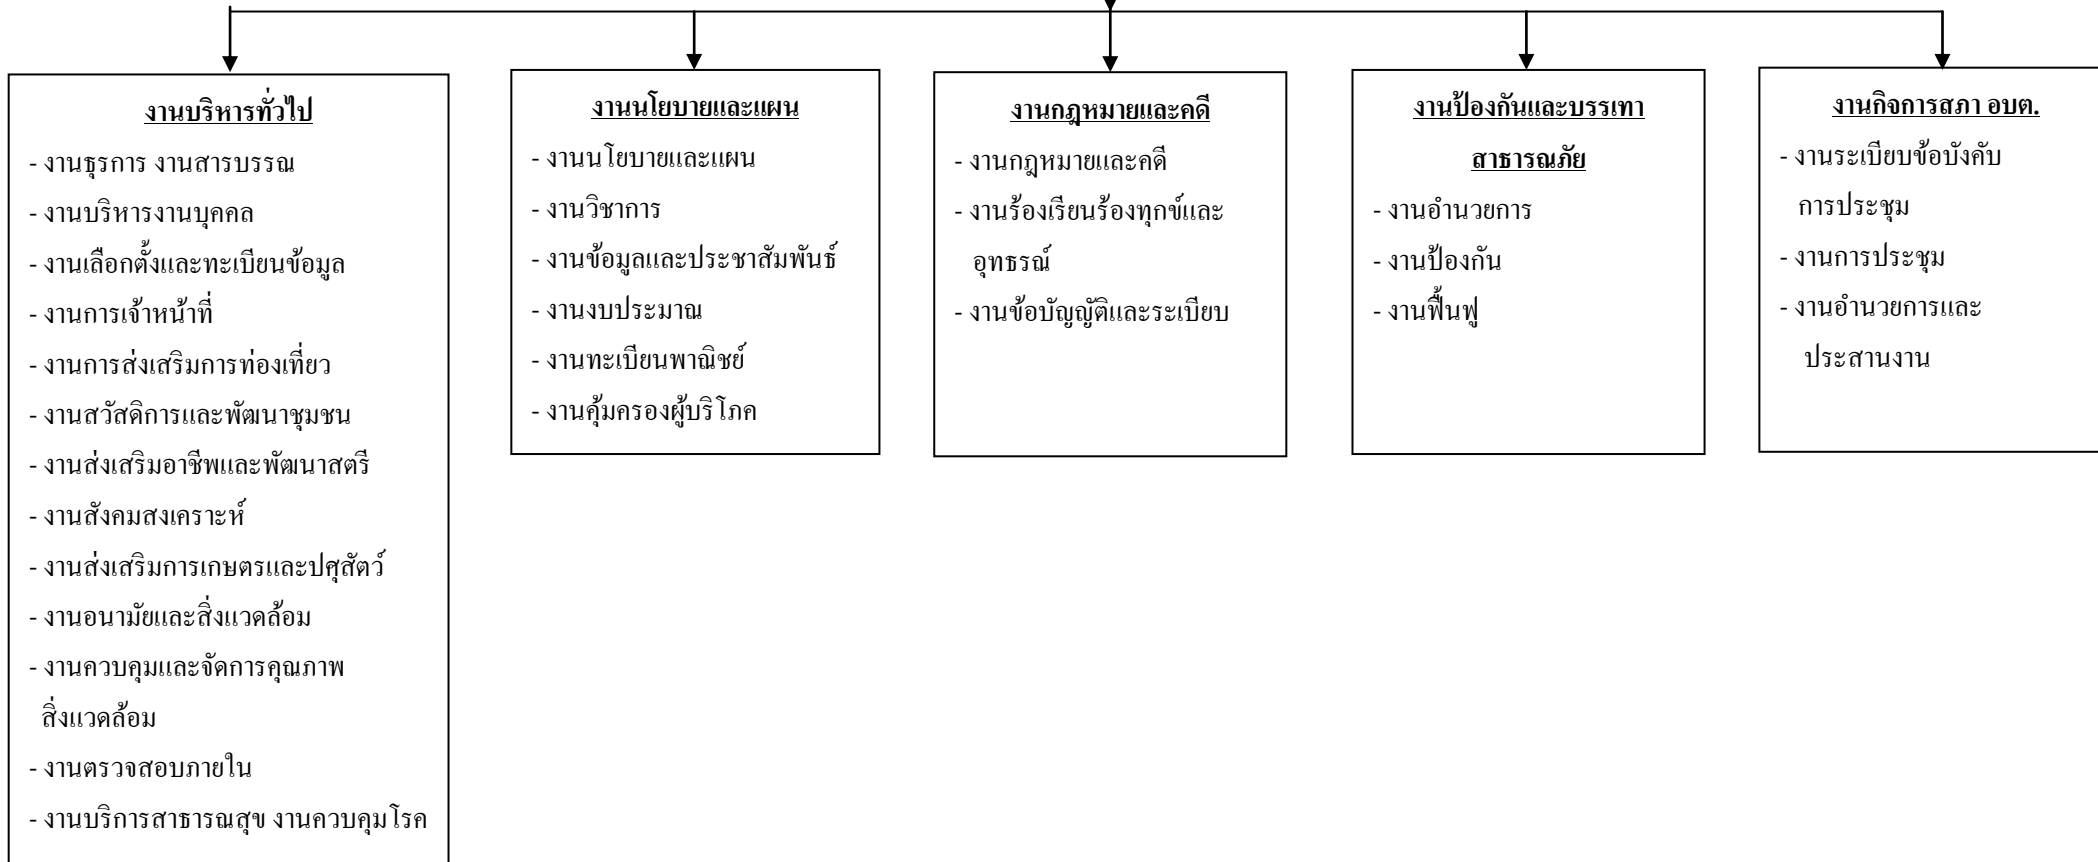 งานบริหารทั่วไป
- งานธุรการ งานสารบรรณ
- งานบริหารงานบุคคล
- งานเลือกตั้งและทะเบียนข้อมูล
- งานการเจ้าหน้าที่
- งานการส่งเสริมการท่องเที่ยว
- งานสวัสดิการและพัฒนาชุมชน
- งานส่งเสริมอาชีพและพัฒนาสตรี
- งานสังคมสงเคราะห์
- งานส่งเสริมการเกษตรและปศุสัตว์
- งานอนามัยและสิ่งแวดล้อม
- งานควบคุมและจัดการคุณภาพ
สิ่งแวดล้อม
- งานตรวจสอบภายใน
- งานบริการสาธารณสุข งานควบคุมโรค
งานนโยบายและแผน
- งานนโยบายและแผน
- งานวิชาการ
- งานข้อมูลและประชาสัมพันธ์
- งานงบประมาณ
- งานทะเบียนพาณิชย์
- งานคุ้มครองผู้บริโภค
งานกฎหมายและคดี
- งานกฎหมายและคดี
- งานร้องเรียนร้องทุกข์และ
อุทธรณ์
- งานข้อบัญญัติและระเบียบ
งานป้องกันและบรรเทา
สาธารณภัย
- งานอำนวยการ
- งานป้องกัน
- งานฟื้นฟู
งานกิจการสภา อบต.
- งานระเบียบข้อบังคับ
การประชุม
- งานการประชุม
- งานอำนวยการและ
ประสานงาน